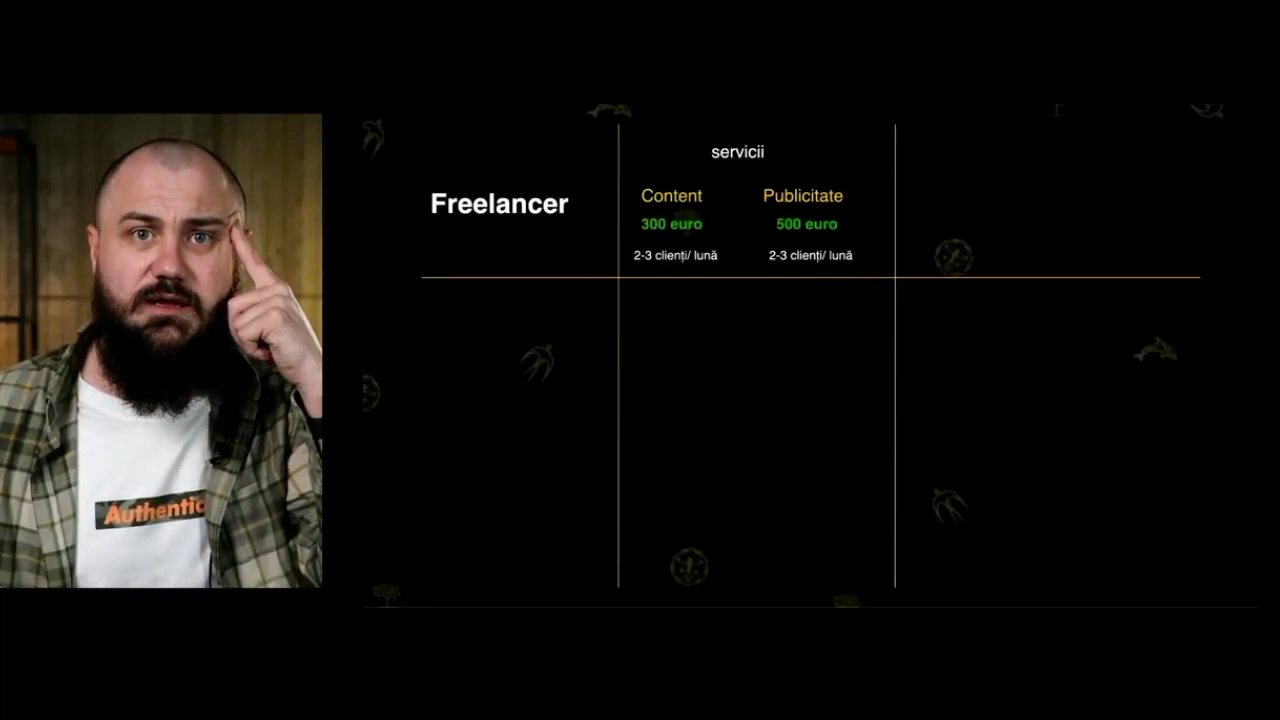 Freelancer
servicii
Content Publicitate
300 euro 500 euro
2-3 clienți/ lună 2-3 clienți/ lună
Authentic